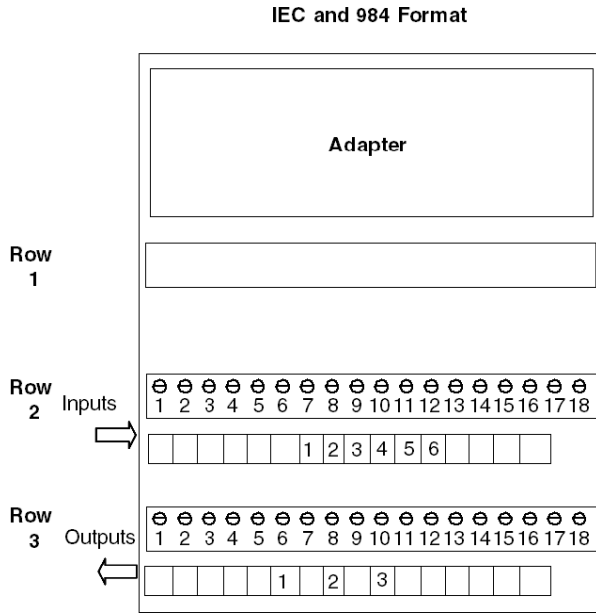 IEC and 984 Format
Adapter
Row
1
Row
2
Inputs
1 2 3 4 5 6 7 8 9 10 11 12 13 14 15 16 17 18
1 2 3 4 5 6
Row
3
Outputs
1 2 3 4 5 6 7 8 9 10 11 12 13 14 15 16 17 18
1 2 3